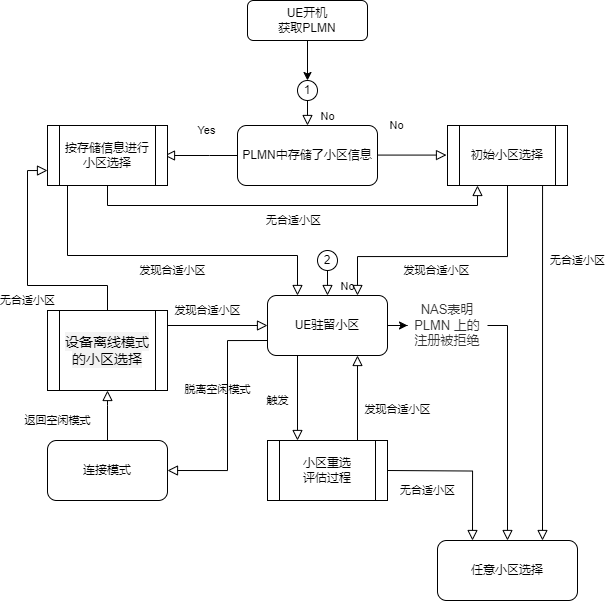 UE开机
获取PLMN
1
No
Yes
No
按存储信息进行
小区选择
PLMN中存储了小区信息
初始小区选择
无合适小区
发现合适小区
2
发现合适小区
无合适小区
No
无合适小区
发现合适小区
NAS表明
PLMN 上的
注册被拒绝
设备离线模式
的小区选择
UE驻留小区
脱离空闲模式
触发
发现合适小区
返回空闲模式
连接模式
小区重选
评估过程
无合适小区
任意小区选择